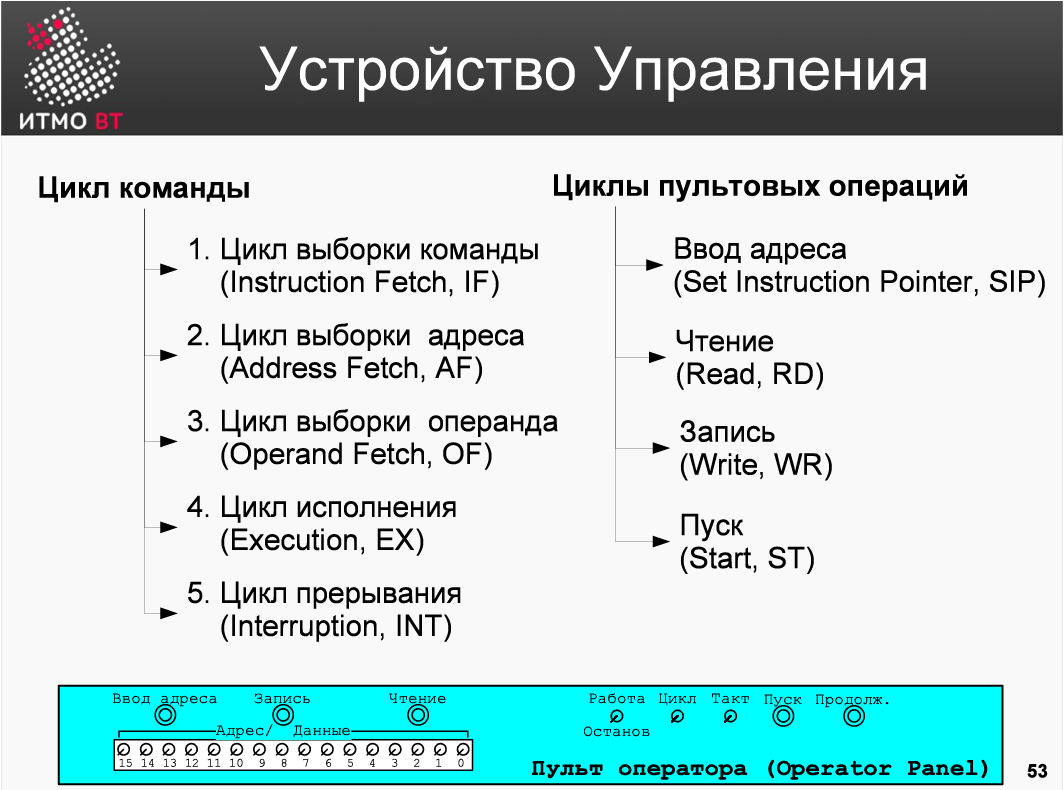 Устройство Управления
ИТМО ВТ
Цикл команды
1. Цикл выборки команды
(Instruction Fetch, IF)
2. Цикл выборки адреса
(Address Fetch, AF)
3. Цикл выборки операнда
(Operand Fetch, OF)
4. Цикл исполнения
(Execution, EX)
5. Цикл прерывания
(Interruption, INT)
Циклы пультовых операций
Ввод адреса
(Set Instruction Pointer, SIP)
Чтение
(Read, RD)
Запись
(Write, WR)
Пуск
(Start, ST)
Ввод адреса Запись Чтение
Адрес/ Данные
15 14 13 12 11 10 9 8 7 6 5 4 3 2 1 0
Работа Цикл Такт Пуск Продолж.
Останов
Пульт оператора (Operator Panel)
53